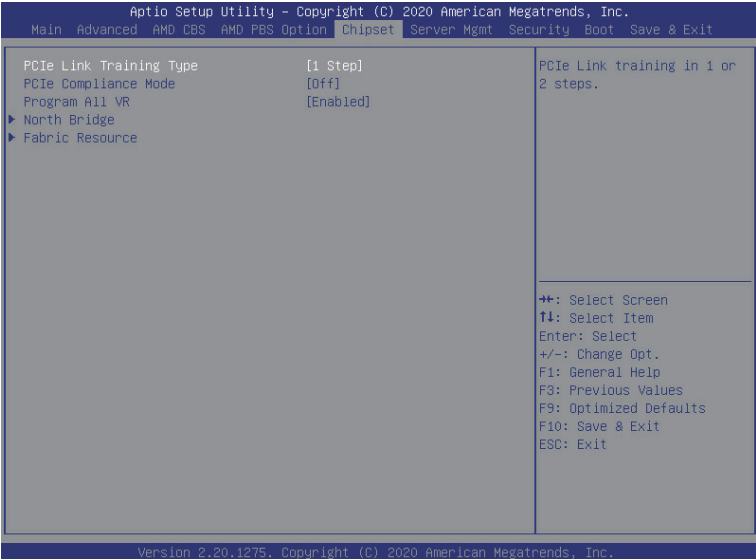 Aptio Setup Utility – Copyright (C) 2020 American Megatrends, Inc.
Main Advanced AMD CBS AMD PBS Option Chipset Server Mgmt Security Boot Save & Exit
PCIe Link Training Type [1 Step]
PCIe Compliance Mode [Off]
Program All VR [Enabled]
North Bridge
Fabric Resource
PCIe Link training in 1 or
2 steps.
→←: Select Screen
↑↓: Select Item
Enter: Select
+/-: Change Opt.
F1: General Help
F3: Previous Values
F9: Optimized Defaults
F10: Save & Exit
ESC: Exit
Version 2.20.1275. Copyright (C) 2020 American Megatrends, Inc.